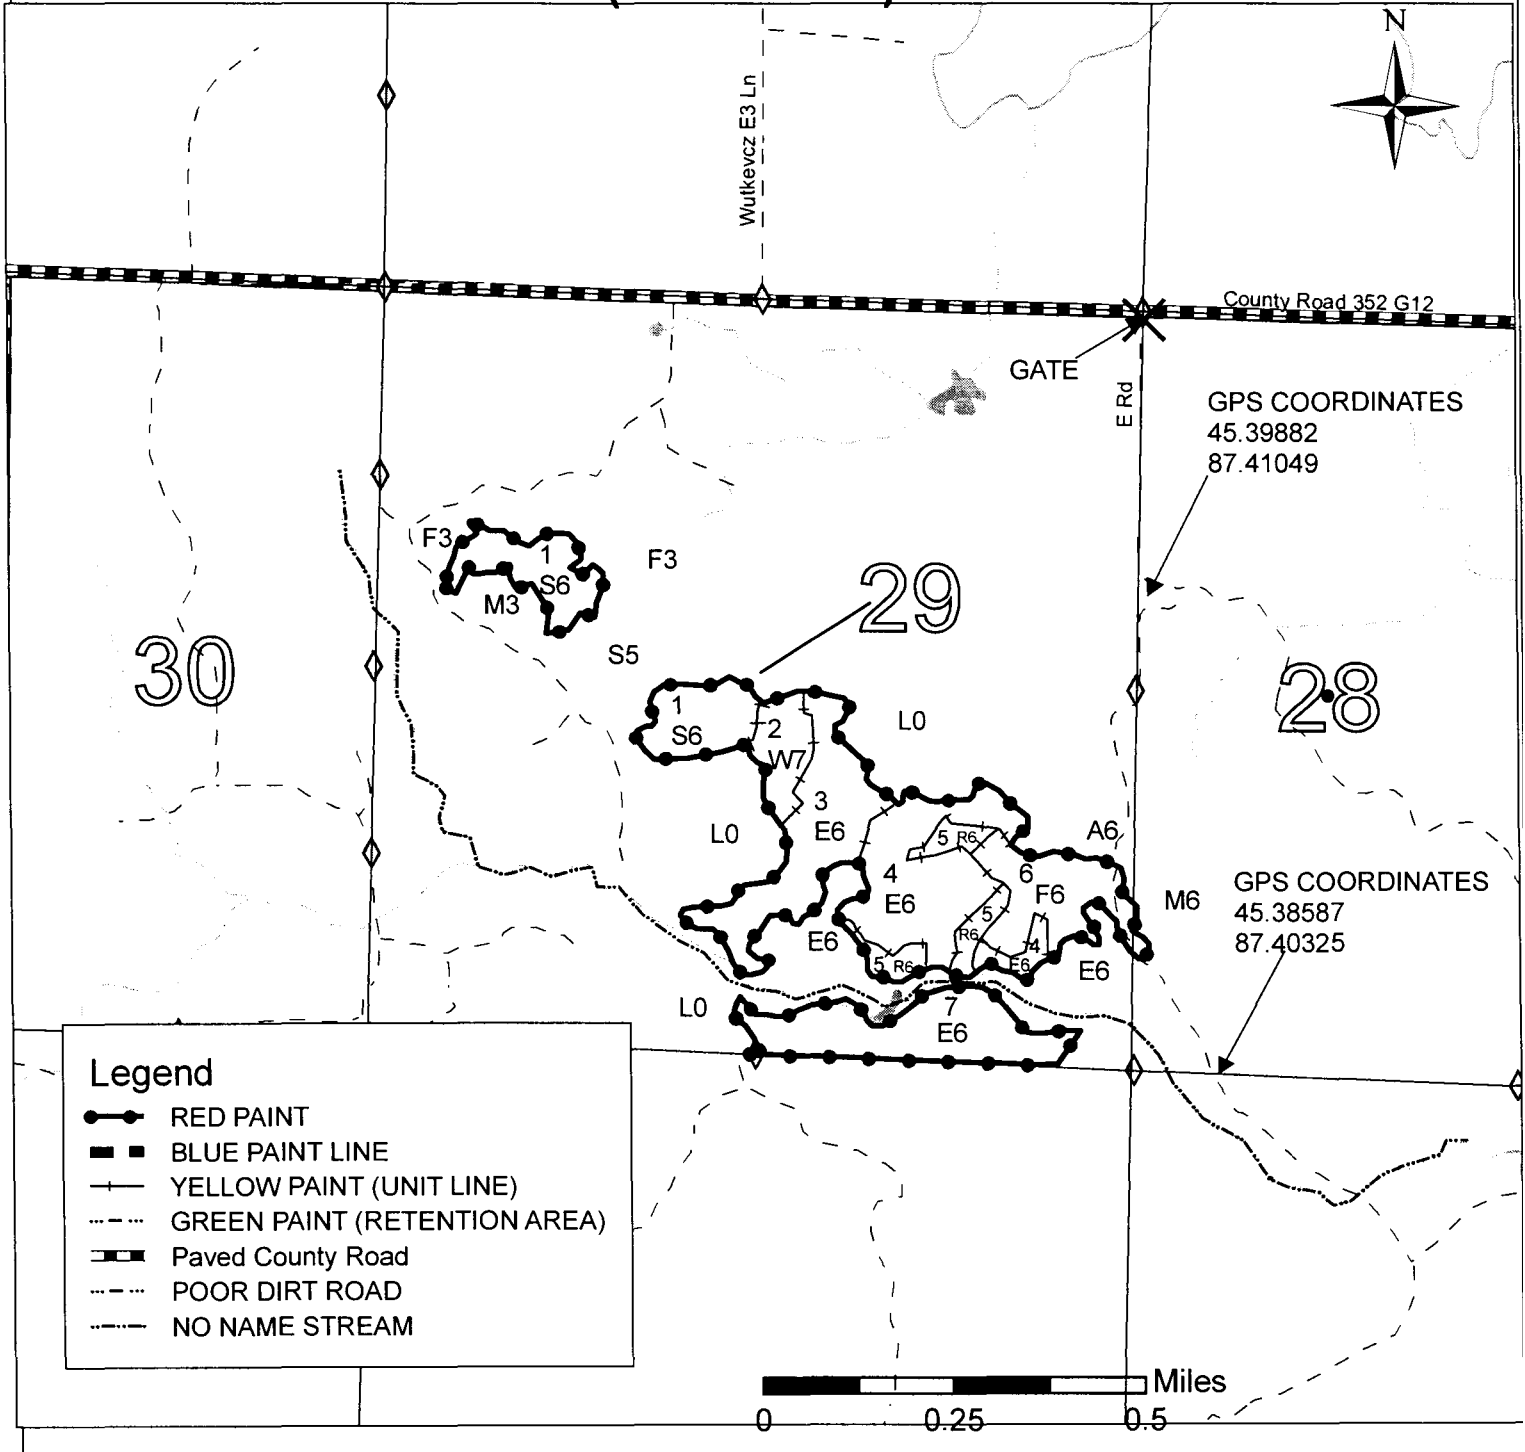 N
Wutkevcz E3 Ln
County Road 352 G12
GATE
E Rd
GPS COORDINATES
45.39882
87.41049
F3
1
S6
F3
M3
29
S5
30
28
1
S6
2
W7
L0
3
E6
L0
5
R6
A6
4
E6
6
F6
M6
GPS COORDINATES
45.38587
87.40325
5
R6
E6
4
E6
E6
5
R6
L0
7
E6
Legend
RED PAINT
BLUE PAINT LINE
YELLOW PAINT (UNIT LINE)
GREEN PAINT (RETENTION AREA)
Paved County Road
POOR DIRT ROAD
NO NAME STREAM
Miles
0 0.25 0.5